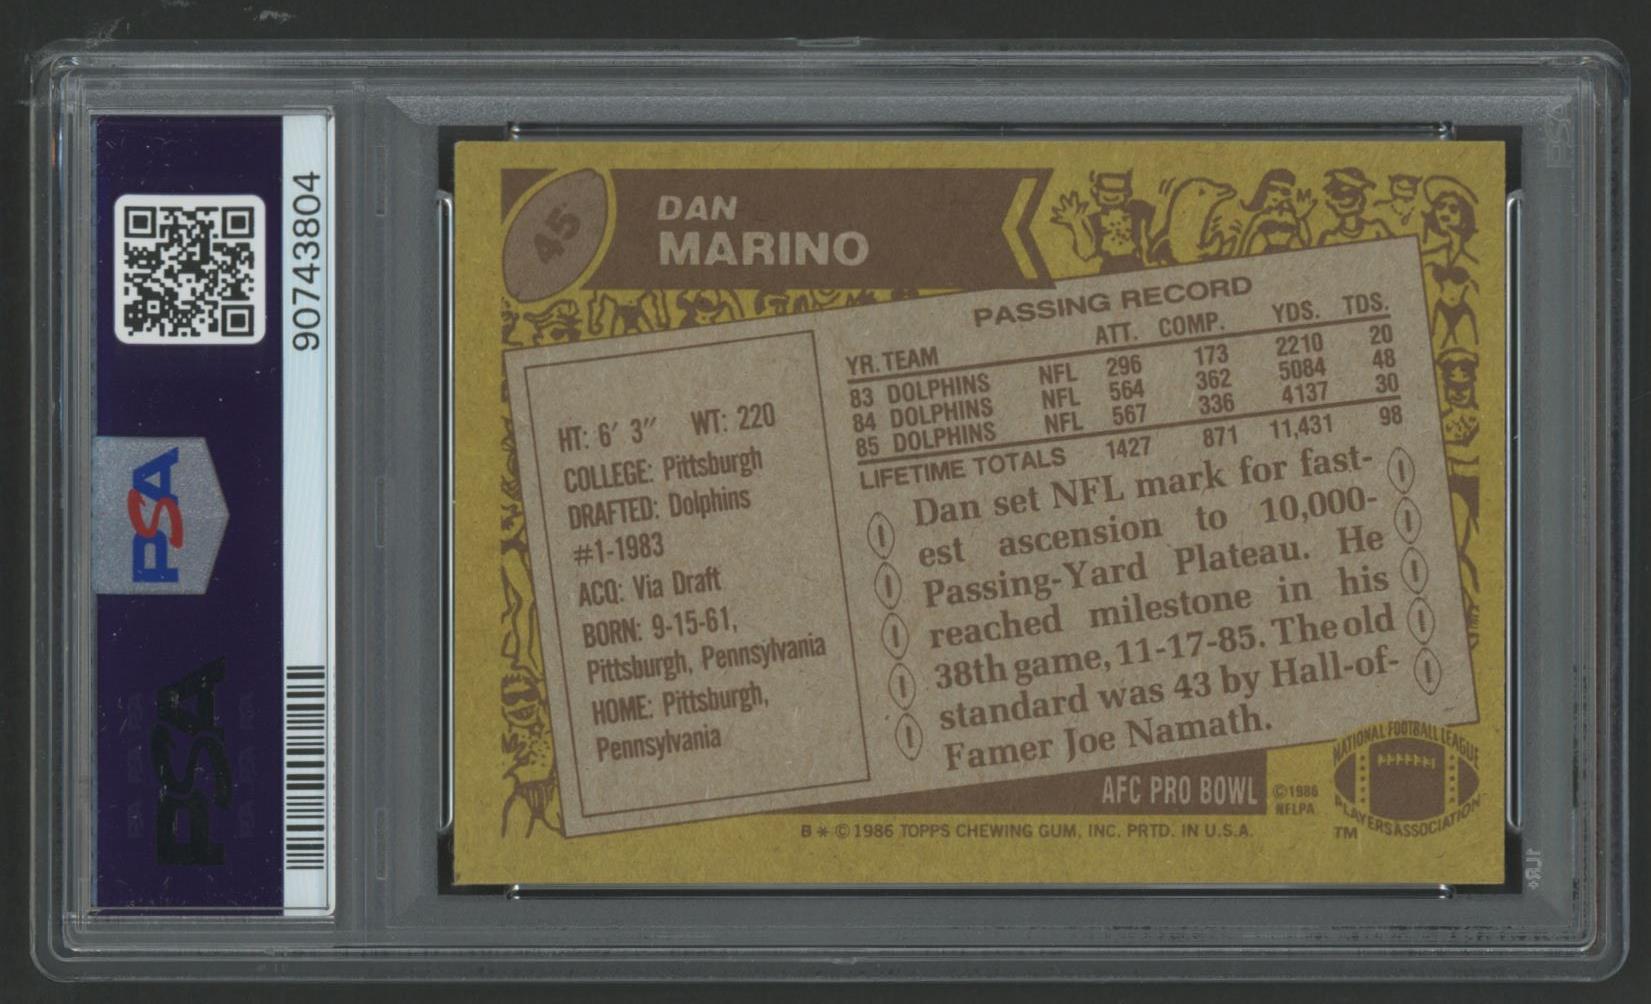 90743804
PSA
PSA
45
DAN
MARINO
PASSING RECORD
YR. TEAM ATT. COMP. YDS. TDS.
83 DOLPHINS NFL 296 173 2210 20
84 DOLPHINS NFL 564 362 5084 48
85 DOLPHINS NFL 567 336 4137 30
LIFETIME TOTALS 1427 871 11,431 98
HT: 6′ 3″ WT: 220
COLLEGE: Pittsburgh
DRAFTED: Dolphins
#1-1983
ACQ: Via Draft
BORN: 9-15-61,
Pittsburgh, Pennsylvania
HOME: Pittsburgh,
Pennsylvania
Dan set NFL mark for fast-
est ascension to 10,000-
Passing-Yard Plateau. He
reached milestone in his
38th game, 11-17-85. The old
standard was 43 by Hall-of-
Famer Joe Namath.
AFC PRO BOWL
©1986
NFLPA
NATIONAL FOOTBALL LEAGUE
PLAYERS ASSOCIATION
TM
B * © 1986 TOPPS CHEWING GUM, INC. PRTD. IN U.S.A.